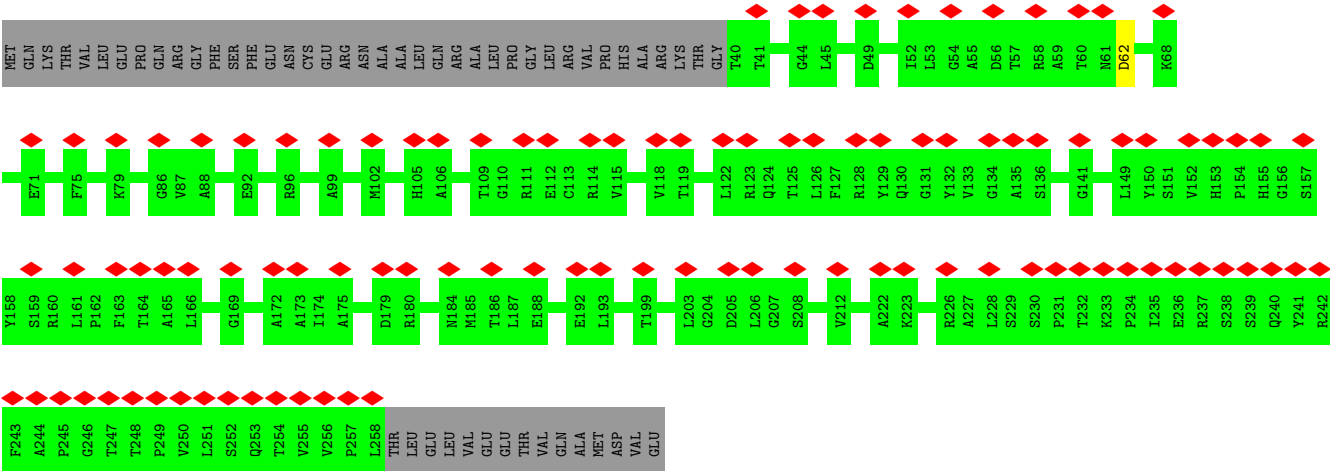 MET GLN LYS THR VAL LEU GLU PRO GLN ARG GLY PHE SER PHE GLU ASN CYS GLU ARG ASN ALA ALA LEU GLN ARG ALA LEU PRO GLY LEU ARG VAL PRO HIS ALA ARG LYS THR GLY T40 T41 G44 L45 D49 I52 L53 G54 A55 D56 T57 R58 A59 T60 N61 D62 K68
E71 F75 K79 G86 V87 A88 E92 R96 A99 M102 H105 A106 T109 G110 R111 E112 C113 R114 V115 V118 T119 L122 R123 Q124 T125 L126 F127 R128 Y129 Q130 G131 Y132 V133 G134 A135 S136 G141 L149 Y150 S151 V152 H153 P154 H155 G156 S157
Y158 S159 R160 L161 P162 F163 T164 A165 L166 G169 A172 A173 I174 A175 D179 R180 N184 M185 T186 L187 E188 E192 L193 T199 L203 G204 D205 L206 G207 S208 V212 A222 K223 R226 A227 L228 S229 S230 P231 T232 K233 P234 I235 E236 R237 S238 S239 Q240 Y241 R242
F243 A244 P245 G246 T247 T248 P249 V250 L251 S252 Q253 T254 V255 V256 P257 L258 THR LEU GLU LEU VAL GLU GLU THR VAL GLN ALA MET ASP VAL GLU